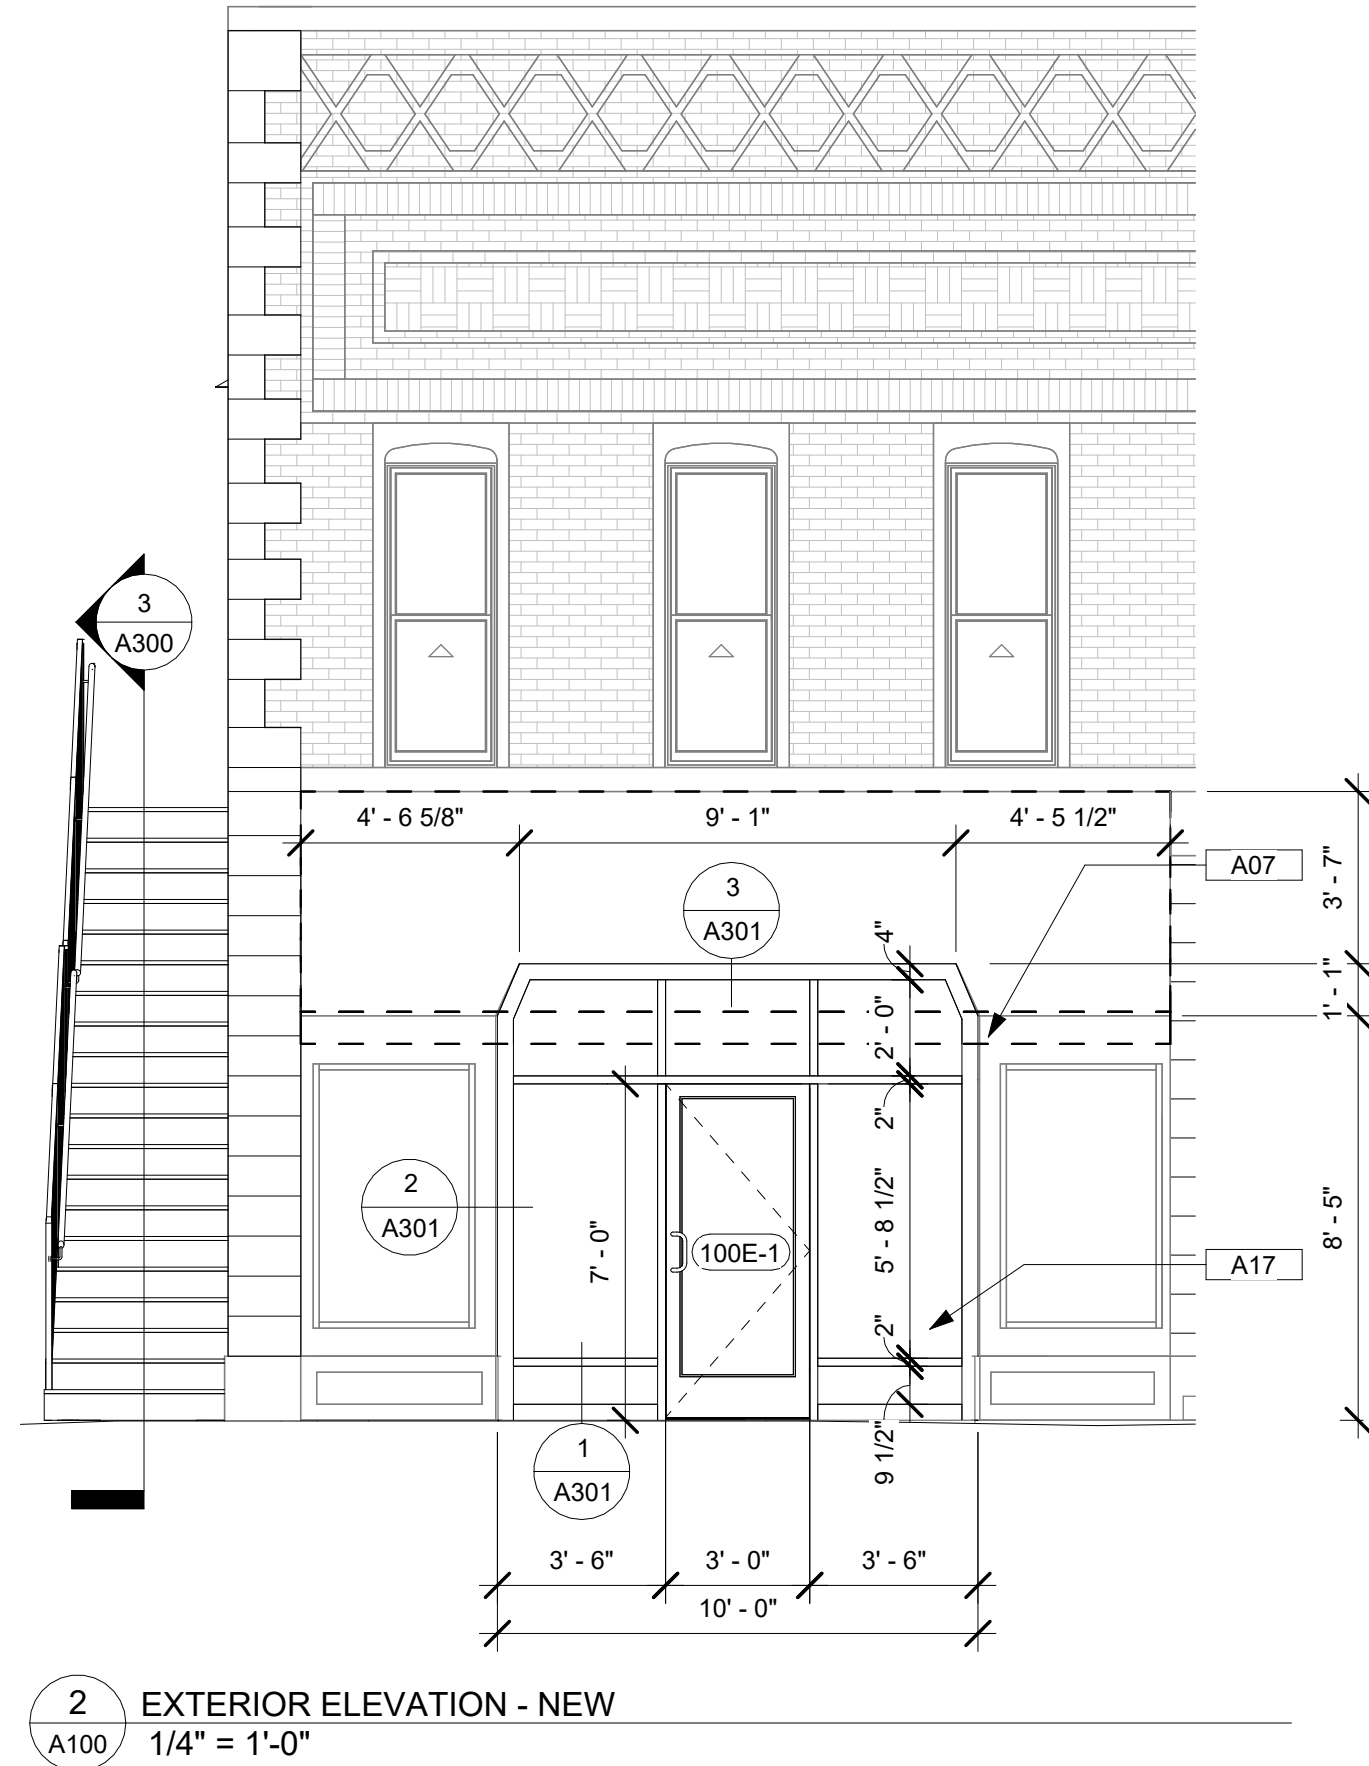 3
A300
4' - 6 5/8"
9' - 1"
4' - 5 1/2"
3' - 7"
A07
3
A301
4"
1' - 1"
2' - 0"
2"
2
A301
7' - 0"
100E-1
5' - 8 1/2"
8' - 5"
A17
2"
9 1/2"
1
A301
3' - 6"
3' - 0"
3' - 6"
10' - 0"
2
A100
EXTERIOR ELEVATION - NEW
1/4" = 1'-0"